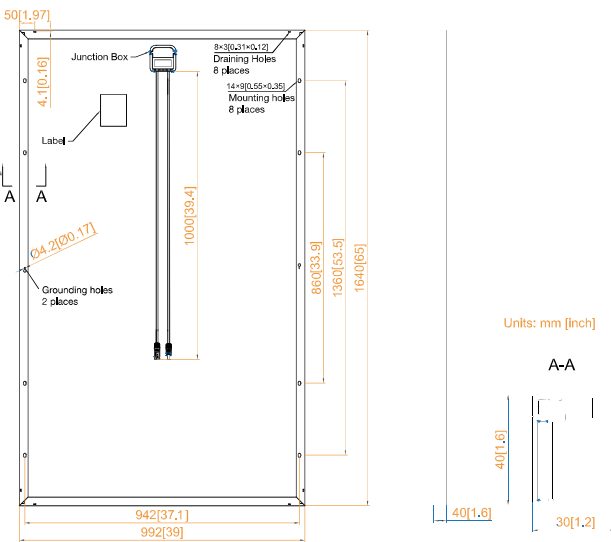 50[1.97]
4.1[0.16]
Junction Box
8×3[0.31×0.12]
Draining Holes
8 places
14×9[0.55×0.35]
Mounting holes
8 places
Label
A
A
Ø4.2[Ø0.17]
Grounding holes
2 places
1000[39.4]
860[33.9]
1360[53.5]
1640[65]
942[37.1]
992[39]
Units: mm [inch]
A-A
40[1.6]
40[1.6]
30[1.2]